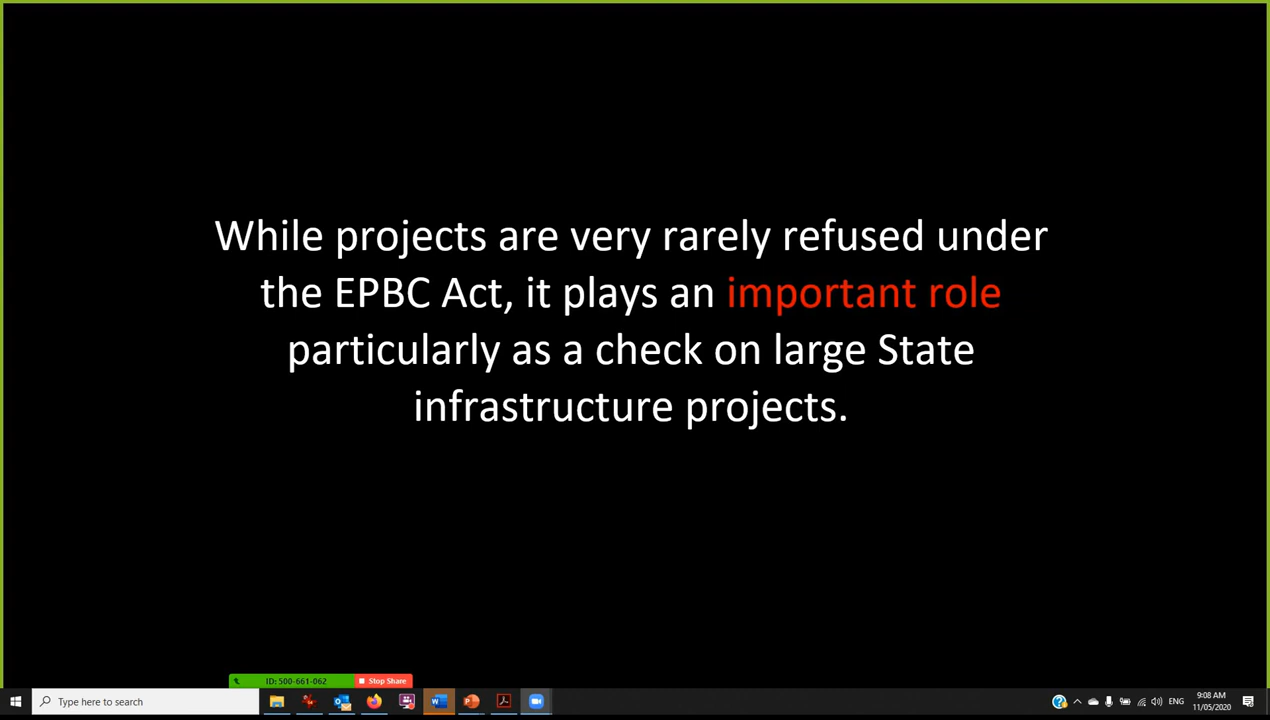 While projects are very rarely refused under
the EPBC Act, it plays an important role
particularly as a check on large State
infrastructure projects.
ID: 500-661-062
Stop Share
Type here to search
ENG
9:08 AM
11/05/2020